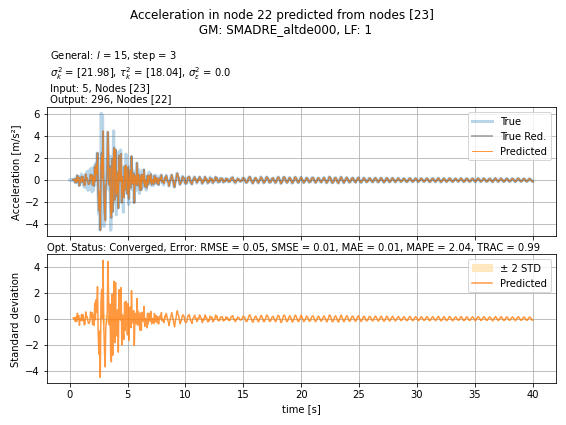 Acceleration in node 22 predicted from nodes [23]
GM: SMADRE_altde000, LF: 1
General: l = 15, step = 3
σ²ₖ = [21.98], τ²ₖ = [18.04], σ²ε = 0.0
Input: 5, Nodes [23]
Output: 296, Nodes [22]
Acceleration [m/s²]
6
4
2
0
−2
−4
True
True Red.
Predicted
Opt. Status: Converged, Error: RMSE = 0.05, SMSE = 0.01, MAE = 0.01, MAPE = 2.04, TRAC = 0.99
Standard deviation
4
2
0
−2
−4
± 2 STD
Predicted
0 5 10 15 20 25 30 35 40
time [s]